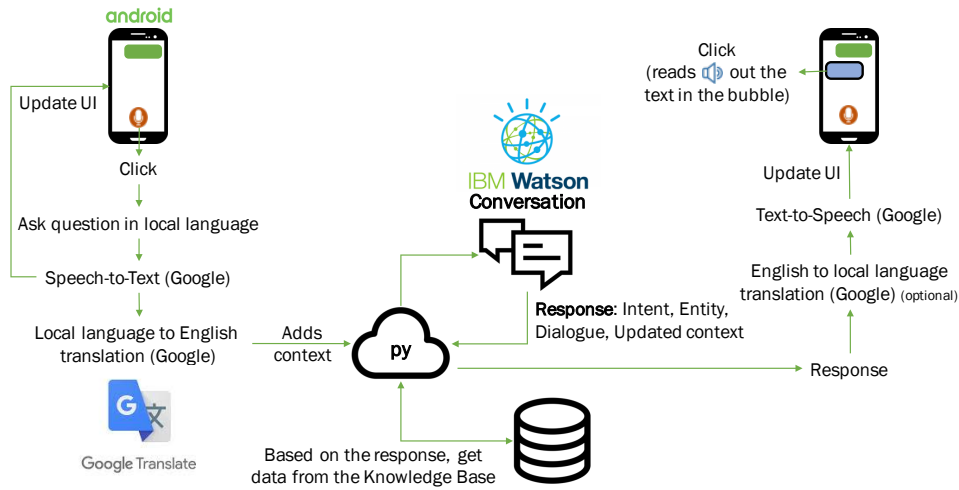 android
Update UI
Click
Ask question in local language
Speech-to-Text (Google)
Local language to English
translation (Google)
G
文
Google Translate
Adds
context
py
IBM Watson
Conversation
Response: Intent, Entity,
Dialogue, Updated context
Based on the response, get
data from the Knowledge Base
Response
English to local language
translation (Google) (optional)
Text-to-Speech (Google)
Update UI
Click
(reads out the
text in the bubble)